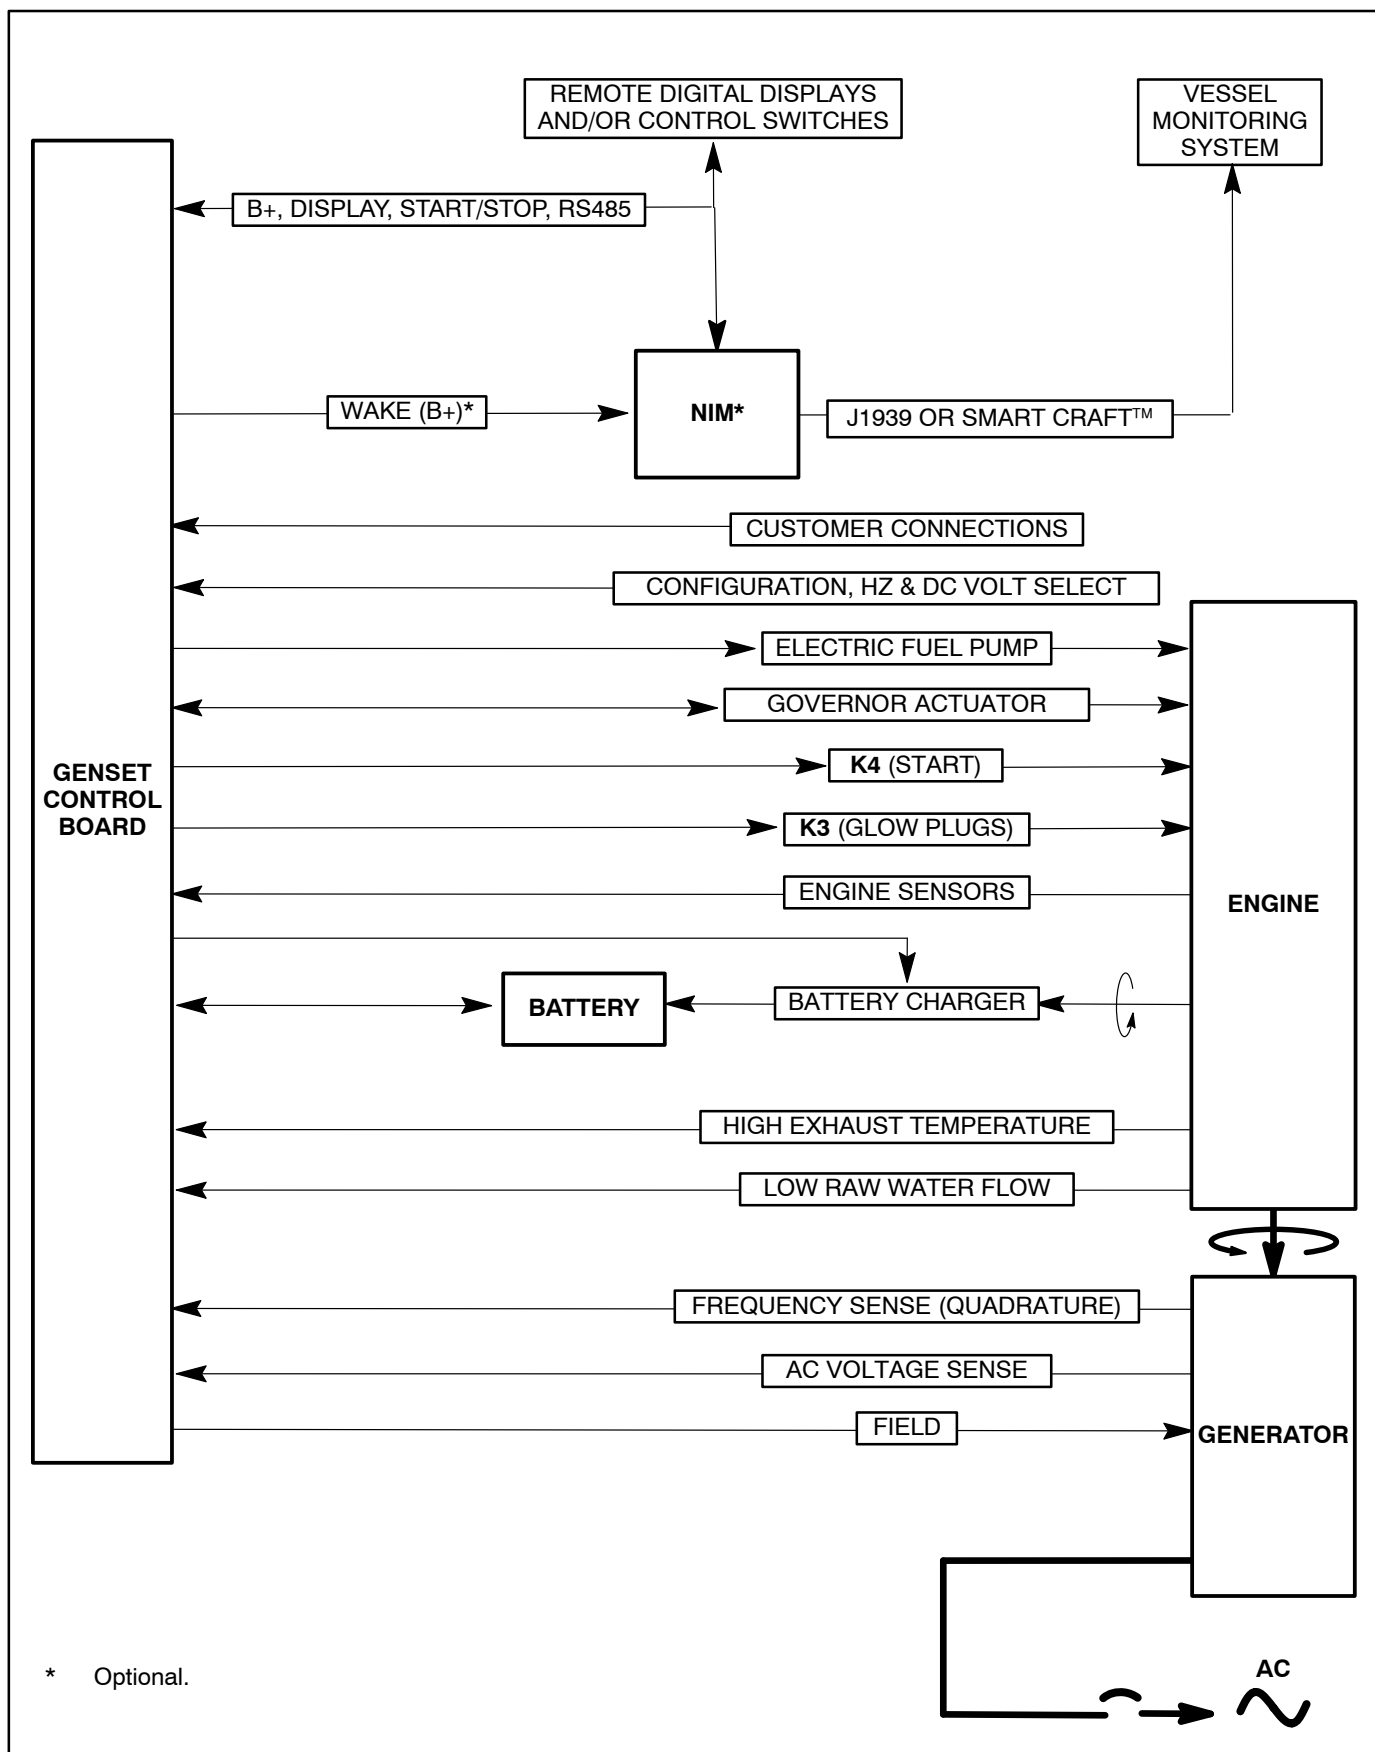 REMOTE DIGITAL DISPLAYS
AND/OR CONTROL SWITCHES
VESSEL
MONITORING
SYSTEM
B+, DISPLAY, START/STOP, RS485
WAKE (B+)*
NIM*
J1939 OR SMART CRAFT™
CUSTOMER CONNECTIONS
CONFIGURATION, HZ & DC VOLT SELECT
ELECTRIC FUEL PUMP
GOVERNOR ACTUATOR
GENSET
CONTROL
BOARD
K4 (START)
K3 (GLOW PLUGS)
ENGINE SENSORS
ENGINE
BATTERY
BATTERY CHARGER
HIGH EXHAUST TEMPERATURE
LOW RAW WATER FLOW
FREQUENCY SENSE (QUADRATURE)
AC VOLTAGE SENSE
FIELD
GENERATOR
AC
* Optional.